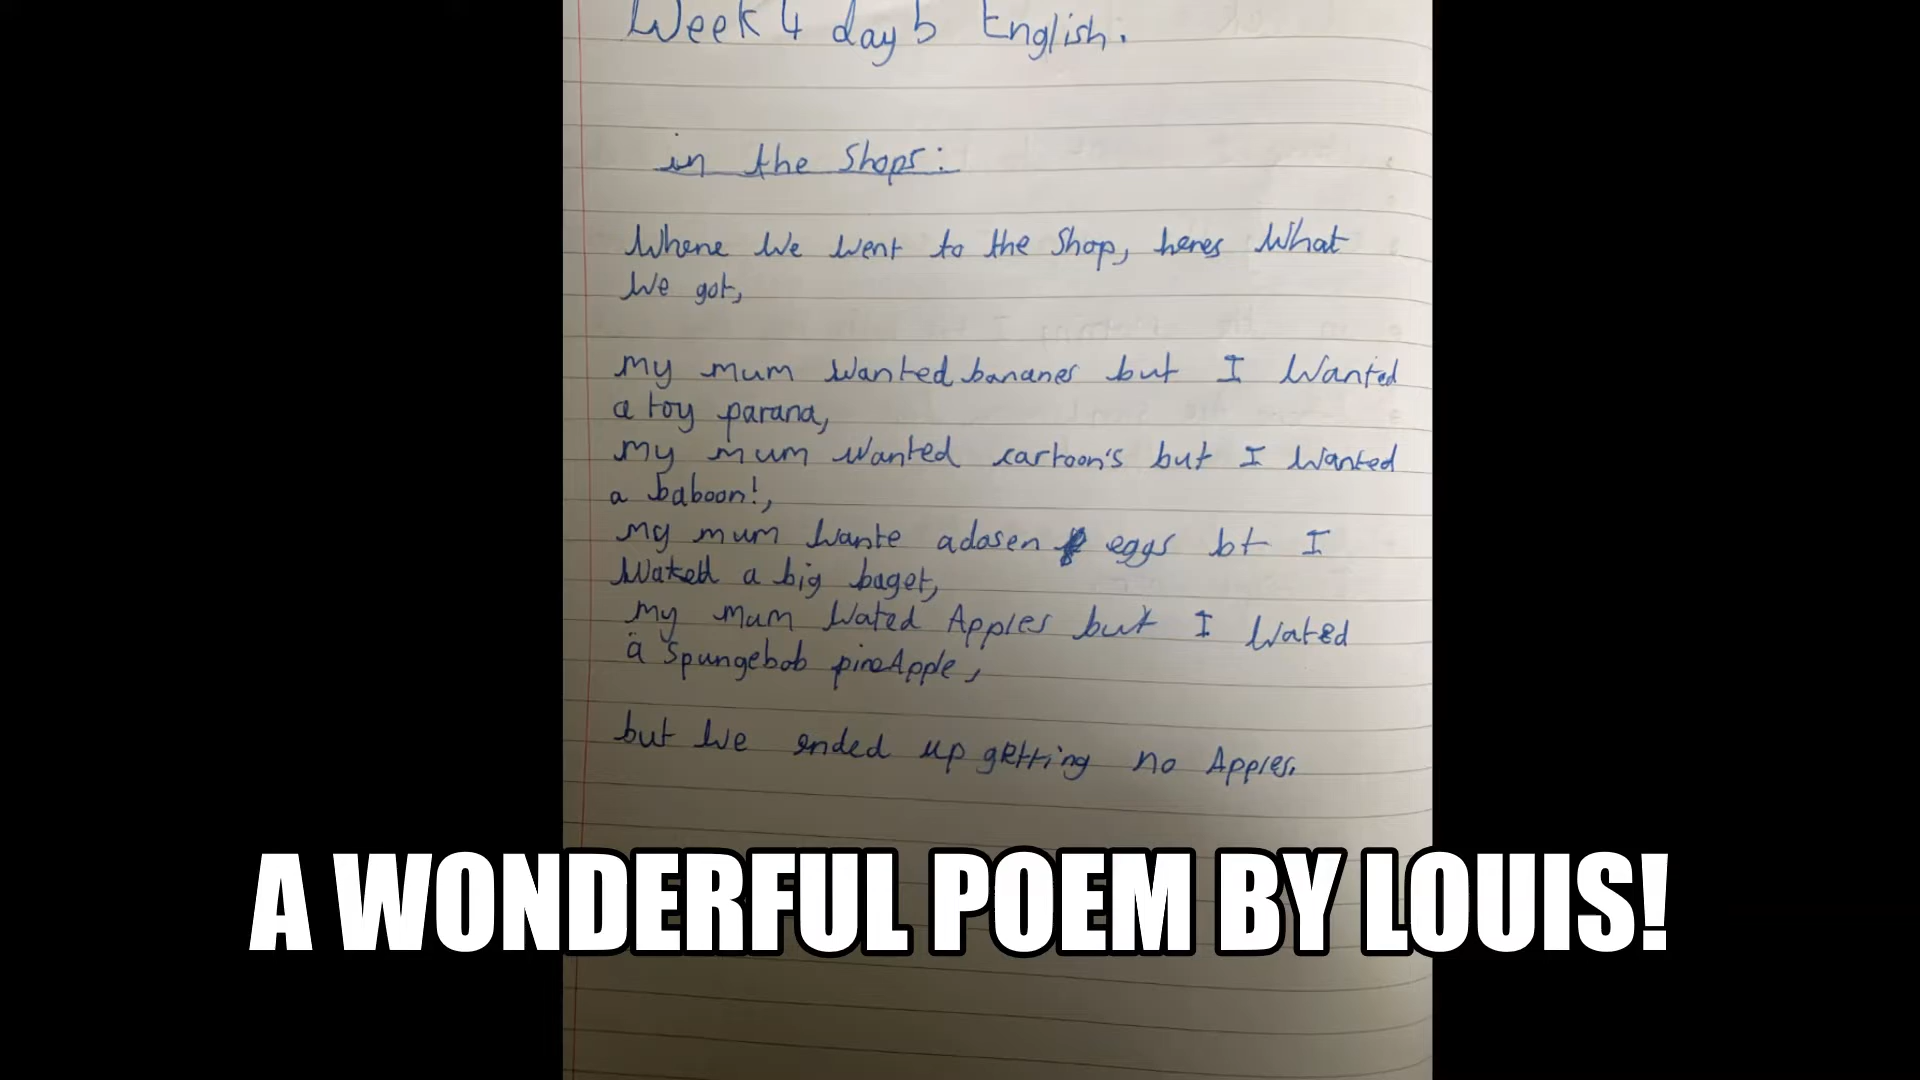 Week 4 day 5 English.
in the Shops:
Whene We Went to the Shop, heres What
We got,
my mum Wanted bananes but I Wanted
a toy parana,
my mum Wanted cartoon's but I Wanted
a baboon!,
my mum Wante adosen eggs bt I
Wated a big baget,
my mum Wated Apples but I Wated
a Spungebob pineApple,
but We ended up getting no Apples.
A WONDERFUL POEM BY LOUIS!